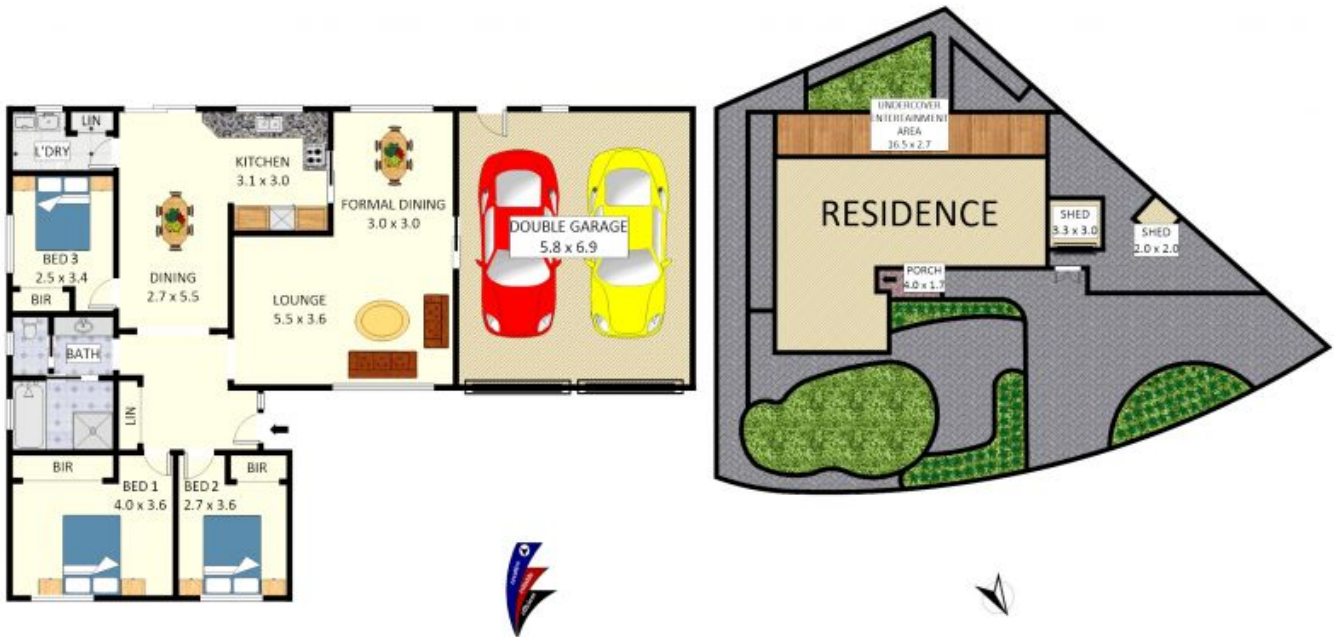 LIN
L'DRY
KITCHEN
3.1 x 3.0
FORMAL DINING
3.0 x 3.0
DOUBLE GARAGE
5.8 x 6.9
BED 3
2.5 x 3.4
BIR
DINING
2.7 x 5.5
LOUNGE
5.5 x 3.6
BATH
LIN
BIR
BED 1
4.0 x 3.6
BED 2
2.7 x 3.6
BIR
UNDERCOVER
ENTERTAINMENT
AREA
16.5 x 2.7
RESIDENCE
SHED
3.3 x 3.0
SHED
2.0 x 2.0
PORCH
4.0 x 1.7